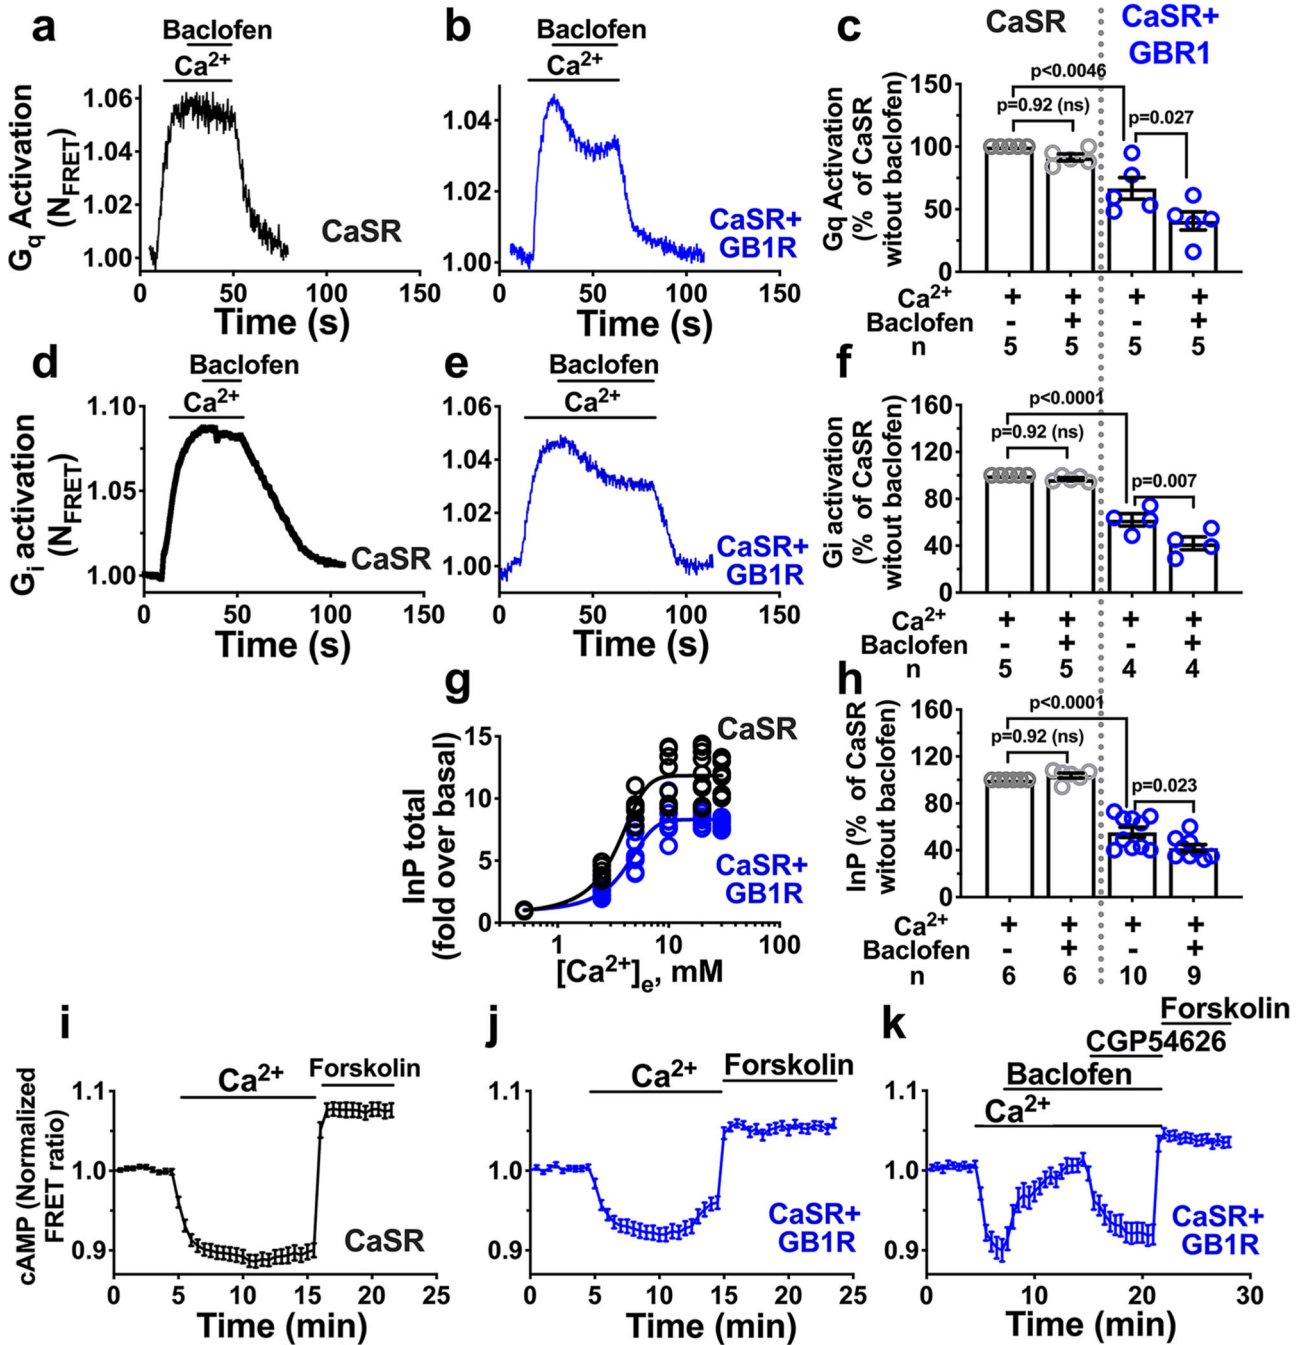 a
Baclofen
Ca2+
Gq Activation
(NFRET)
1.06
1.04
1.02
1.00
CaSR
0 50 100 150
Time (s)
b
Baclofen
Ca2+
1.04
1.02
1.00
CaSR+
GB1R
0 50 100 150
Time (s)
c
CaSR
CaSR+
GBR1
Gq Activation
(% of CaSR
witout baclofen)
150
100
50
0
p<0.0046
p=0.92 (ns)
p=0.027
Ca2+ + + + +
Baclofen - + - +
n 5 5 5 5
d
Baclofen
Ca2+
Gi activation
(NFRET)
1.10
1.05
1.00
CaSR
0 50 100 150
Time (s)
e
Baclofen
Ca2+
1.06
1.04
1.02
1.00
CaSR+
GB1R
0 50 100 150
Time (s)
f
Gi activation
(% of CaSR
witout baclofen)
160
120
80
40
0
p<0.0001
p=0.92 (ns)
p=0.007
Ca2+ + + + +
Baclofen - + - +
n 5 5 4 4
g
InP total
(fold over basal)
15
10
5
0
CaSR
CaSR+
GB1R
1 10 100
[Ca2+]e, mM
h
InP (% of CaSR
witout baclofen)
160
120
80
40
0
p<0.0001
p=0.92 (ns)
p=0.023
Ca2+ + + + +
Baclofen - + - +
n 6 6 10 9
i
cAMP (Normalized
FRET ratio)
Ca2+
Forskolin
1.1
1.0
0.9
CaSR
0 5 10 15 20 25
Time (min)
j
Ca2+
Forskolin
1.1
1.0
0.9
CaSR+
GB1R
0 5 10 15 20 25
Time (min)
k
Forskolin
CGP54626
Baclofen
Ca2+
1.1
1.0
0.9
CaSR+
GB1R
0 10 20 30
Time (min)